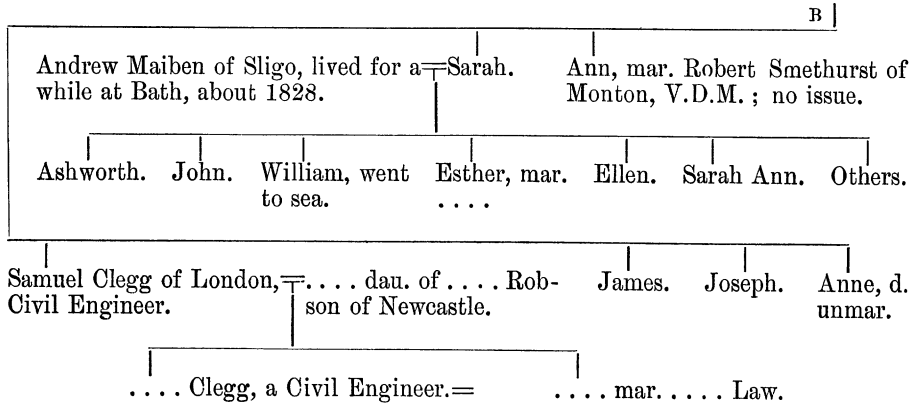 B
Andrew Maiben of Sligo, lived for a=Sarah. Ann, mar. Robert Smethurst of
while at Bath, about 1828. Monton, V.D.M.; no issue.
Ashworth. John. William, went Esther, mar. Ellen. Sarah Ann. Others.
to sea. . . . .
Samuel Clegg of London,=. . . . dau. of . . . . Rob- James. Joseph. Anne, d.
Civil Engineer. son of Newcastle. unmar.
. . . . Clegg, a Civil Engineer.= . . . . mar. . . . . Law.